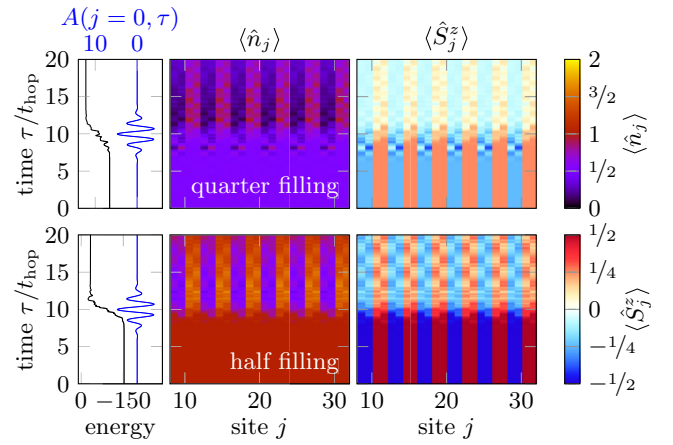 A(j = 0, τ)
10 0
⟨n̂_j⟩
⟨Ŝ^z_j⟩
time τ/t_hop
20
15
10
5
0
quarter filling
2
3/2
1
1/2
0
⟨n̂_j⟩
time τ/t_hop
20
15
10
5
0
half filling
1/2
1/4
0
−1/4
−1/2
⟨Ŝ^z_j⟩
0 −150
10 20 30
10 20 30
energy
site j
site j